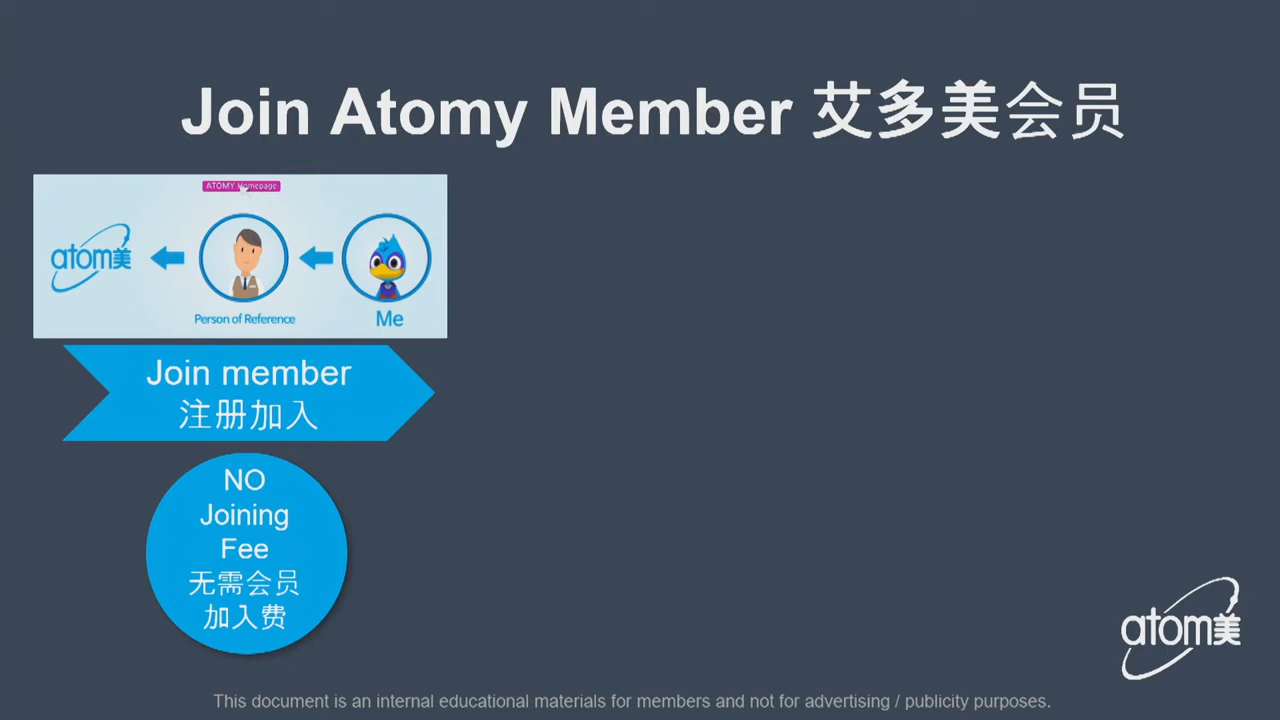 Join Atomy Member 艾多美会员
ATOMY Homepage
atom美
Person of Reference
Me
Join member
注册加入
NO
Joining
Fee
无需会员
加入费
atom美
This document is an internal educational materials for members and not for advertising / publicity purposes.